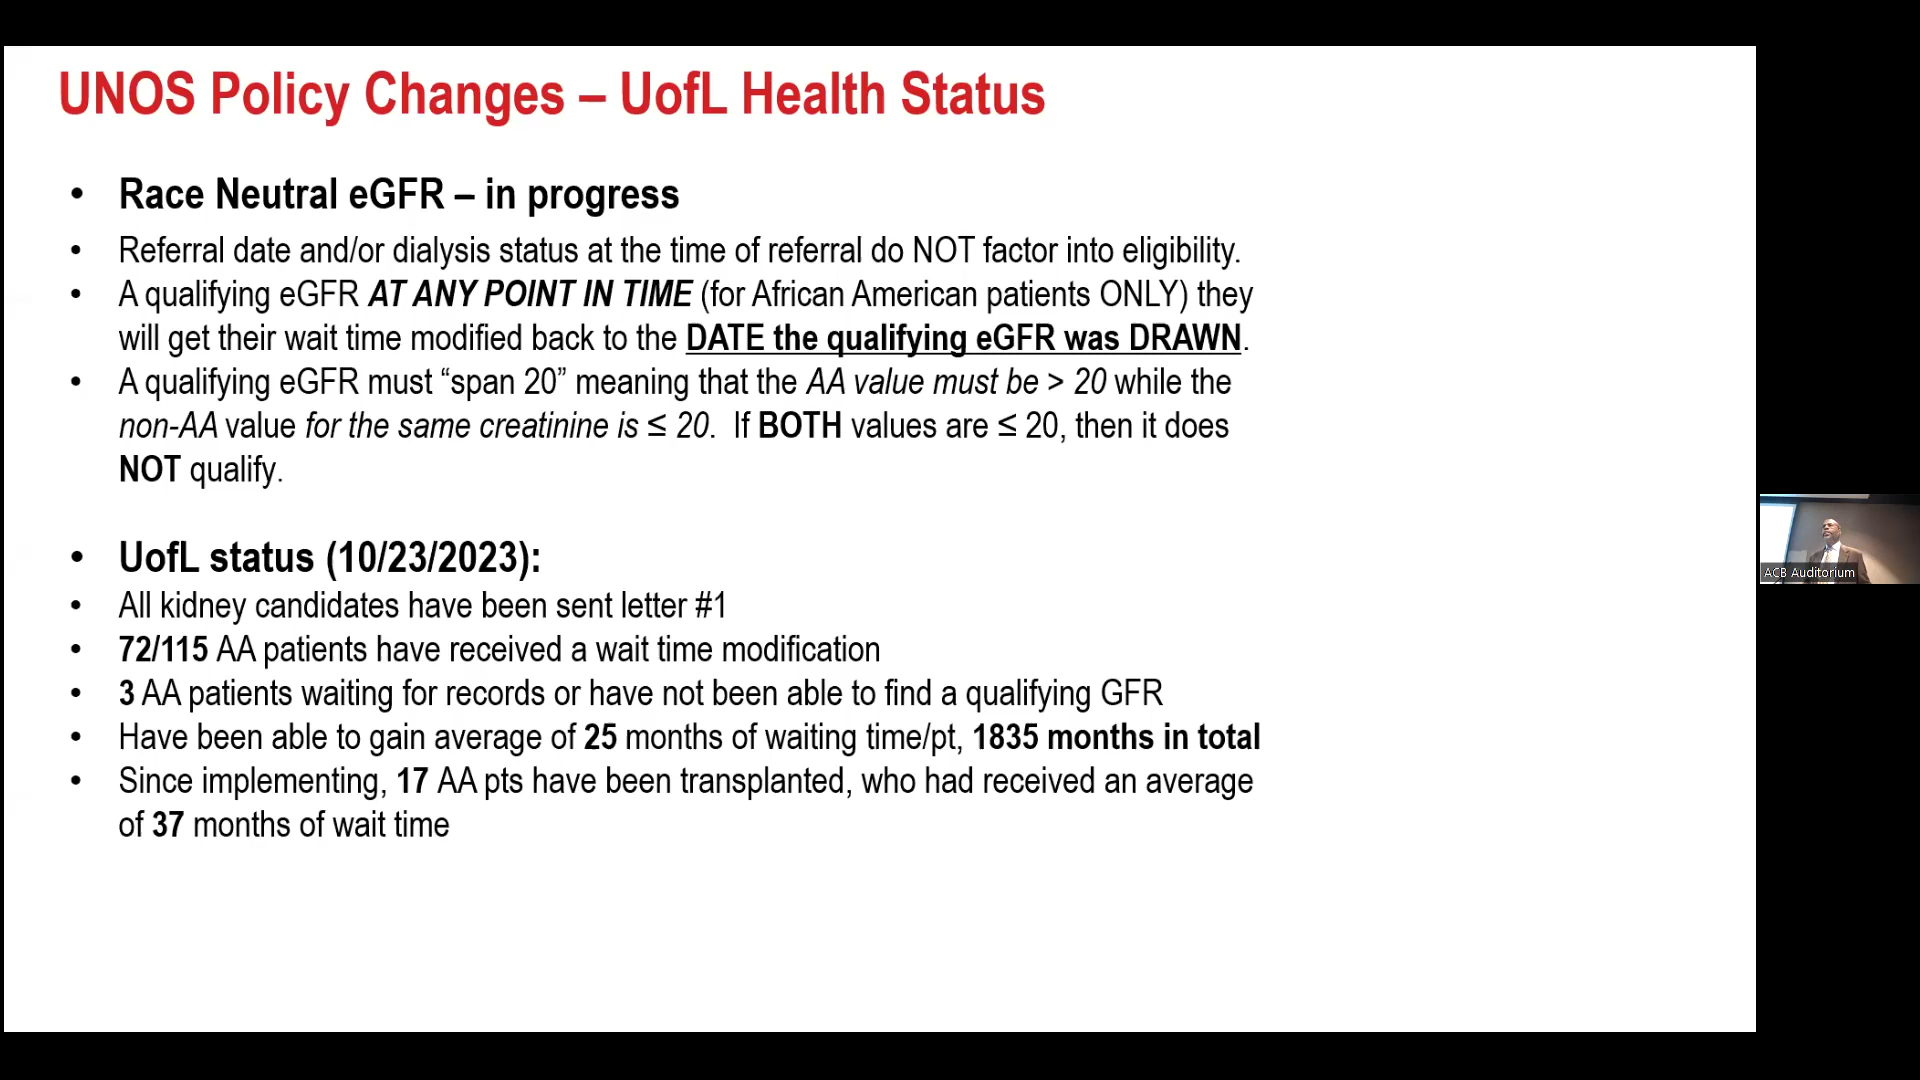 UNOS Policy Changes – UofL Health Status
• Race Neutral eGFR – in progress
• Referral date and/or dialysis status at the time of referral do NOT factor into eligibility.
• A qualifying eGFR AT ANY POINT IN TIME (for African American patients ONLY) they
will get their wait time modified back to the DATE the qualifying eGFR was DRAWN.
• A qualifying eGFR must “span 20” meaning that the AA value must be > 20 while the
non-AA value for the same creatinine is ≤ 20. If BOTH values are ≤ 20, then it does
NOT qualify.
• UofL status (10/23/2023):
• All kidney candidates have been sent letter #1
• 72/115 AA patients have received a wait time modification
• 3 AA patients waiting for records or have not been able to find a qualifying GFR
• Have been able to gain average of 25 months of waiting time/pt, 1835 months in total
• Since implementing, 17 AA pts have been transplanted, who had received an average
of 37 months of wait time
ACB Auditorium